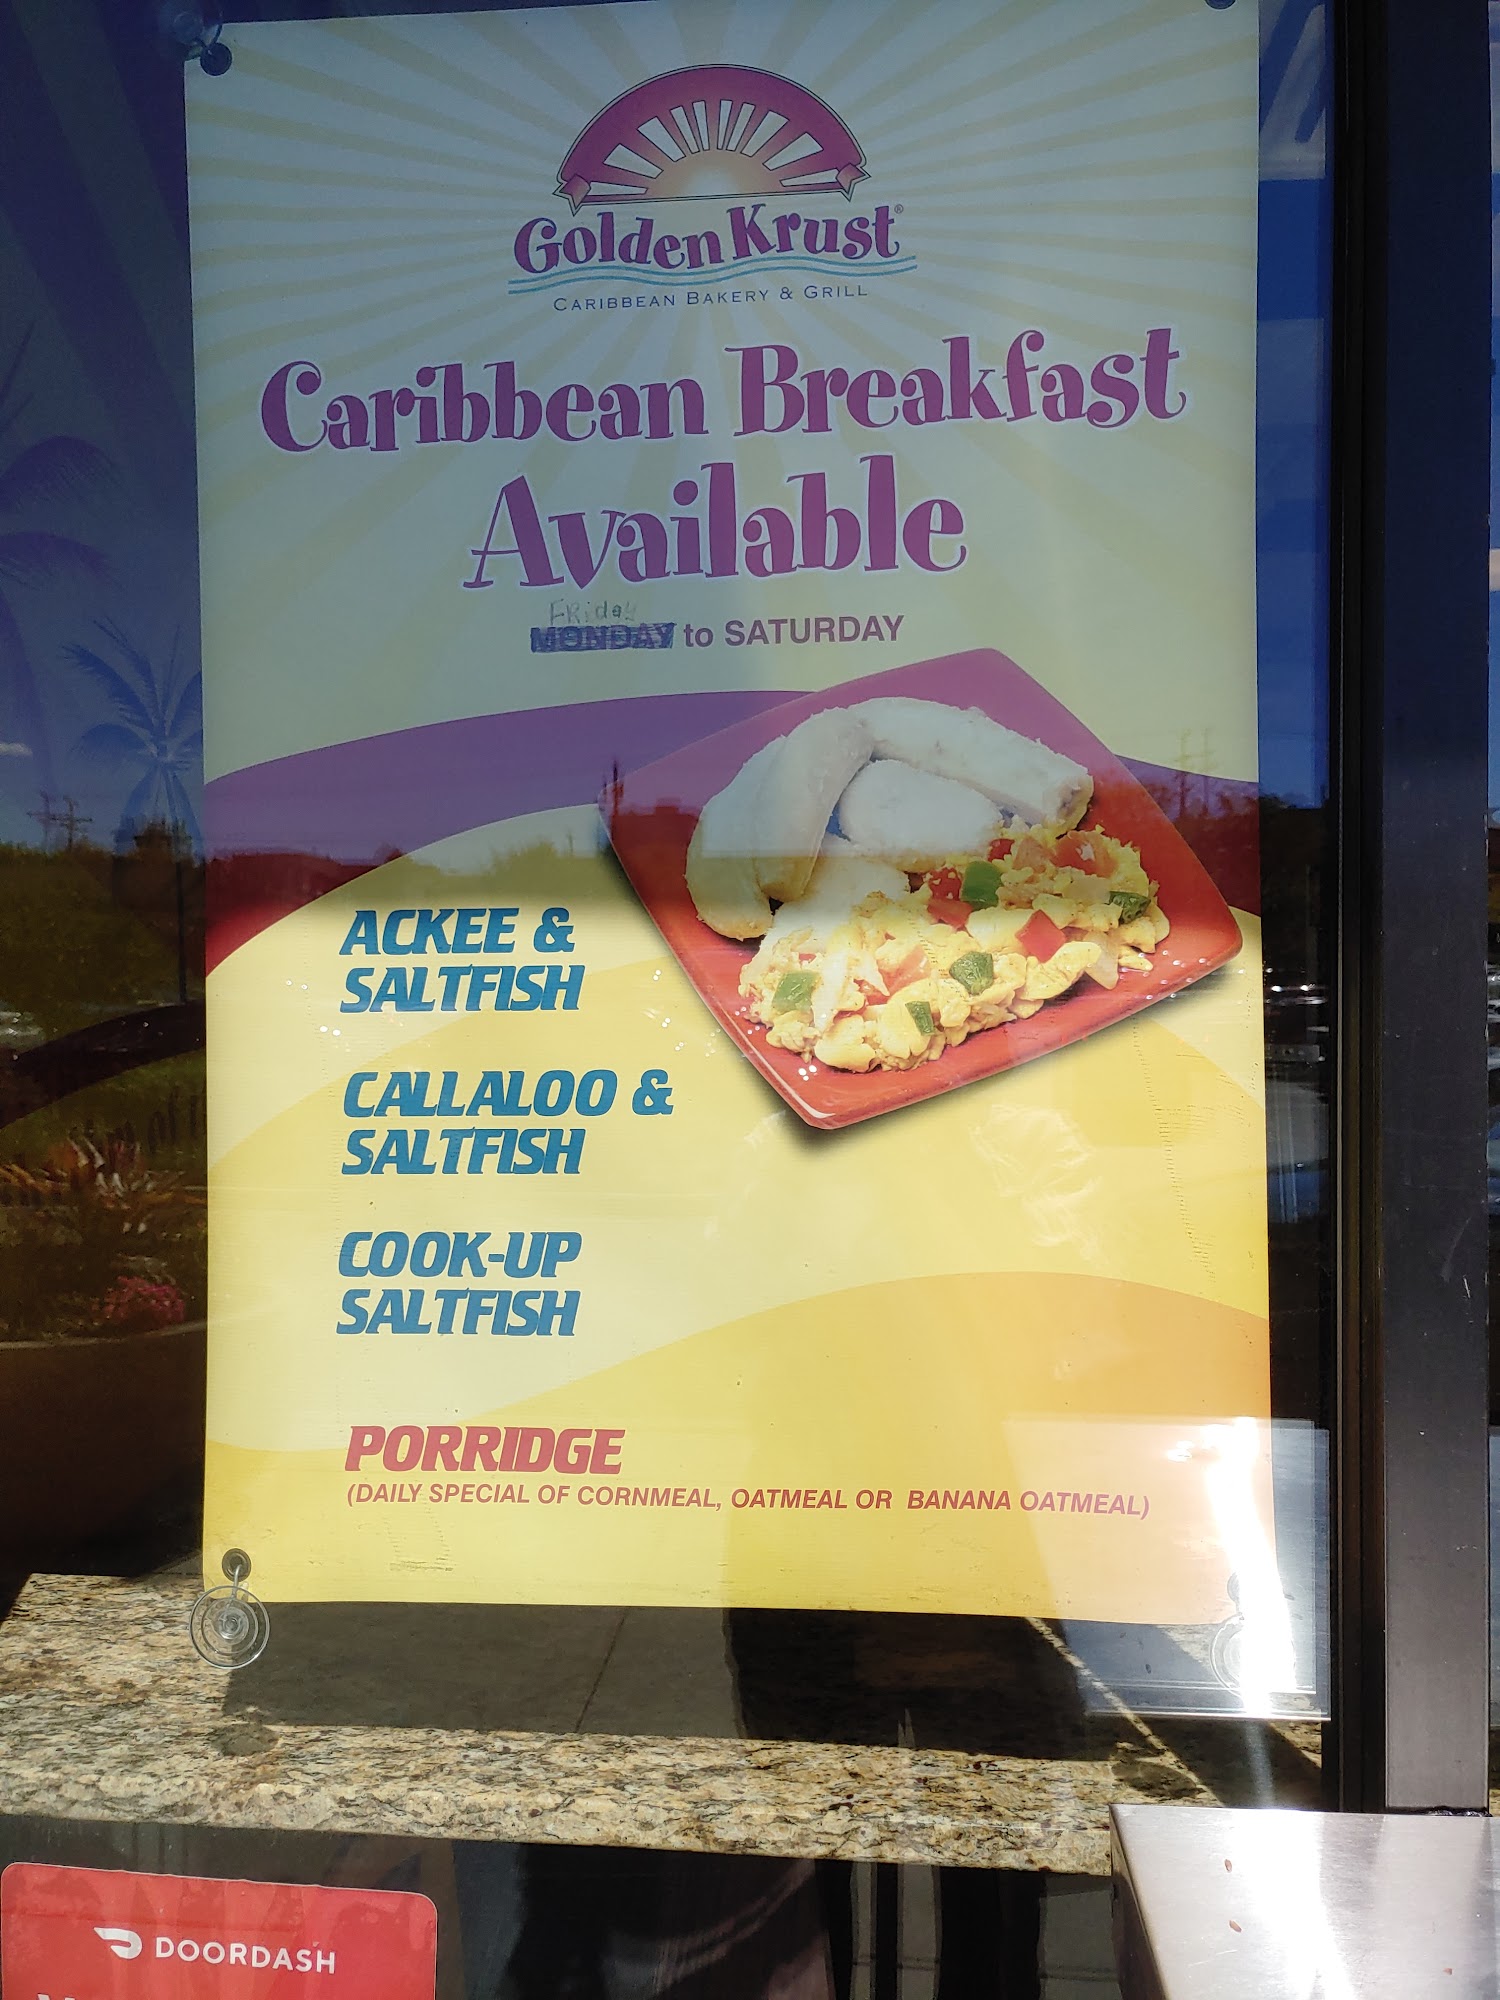 Golden Krust®
CARIBBEAN BAKERY & GRILL
Caribbean Breakfast
Available
FRiday
MONDAY to SATURDAY
ACKEE &
SALTFISH
CALLALOO &
SALTFISH
COOK-UP
SALTFISH
PORRIDGE
(DAILY SPECIAL OF CORNMEAL, OATMEAL OR BANANA OATMEAL)
DOORDASH